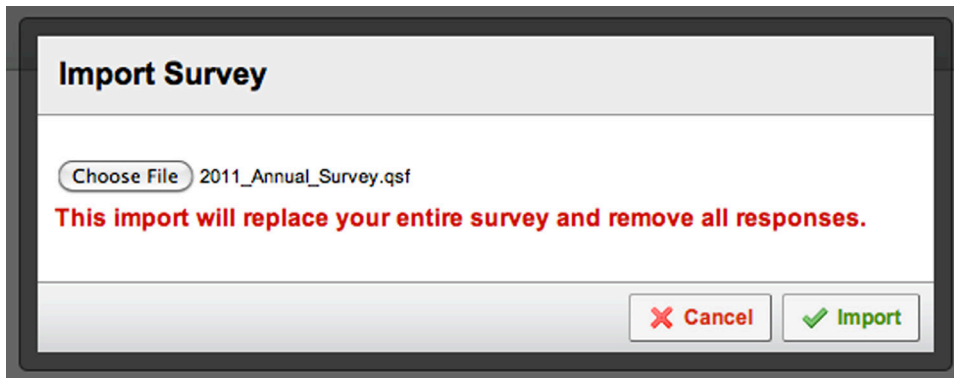 Import Survey
Choose File 2011_Annual_Survey.qsf
This import will replace your entire survey and remove all responses.
Cancel Import